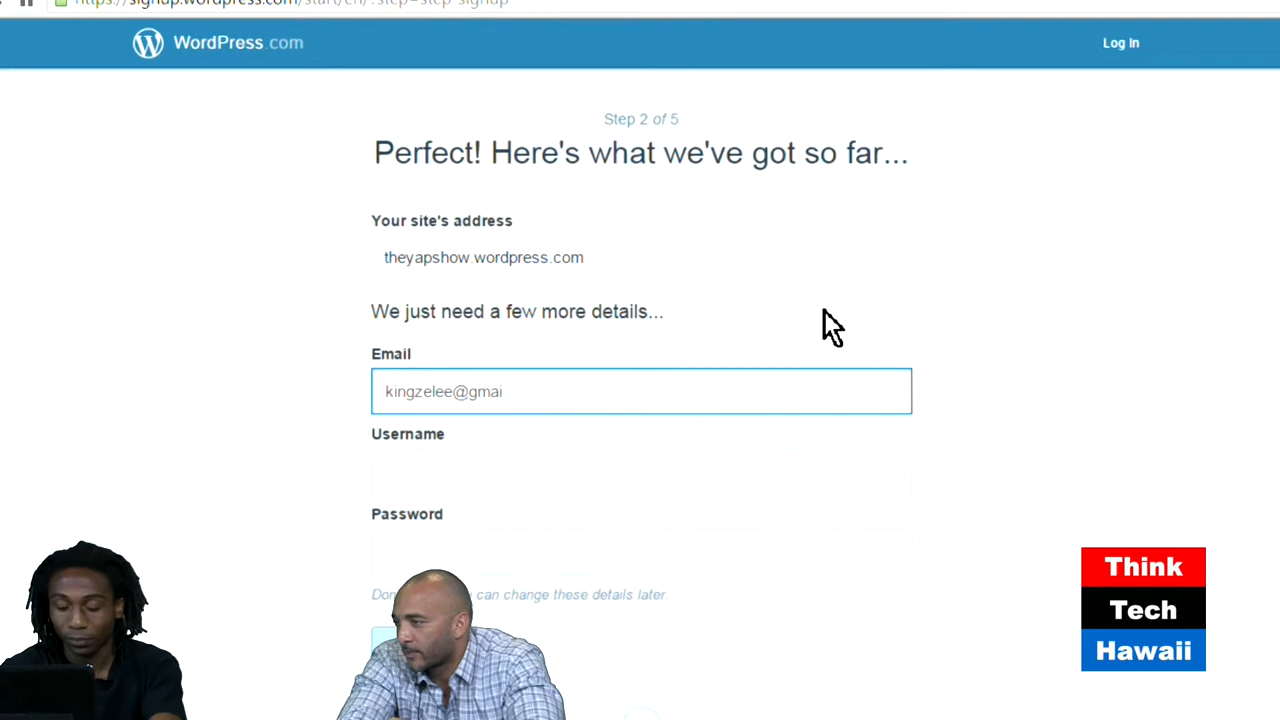 WordPress.com
Log In
Step 2 of 5
Perfect! Here's what we've got so far...
Your site's address
theyapshow.wordpress.com
We just need a few more details...
Email
kingzelee@gmai
Username
Password
can change these details later.
Think
Tech
Hawaii